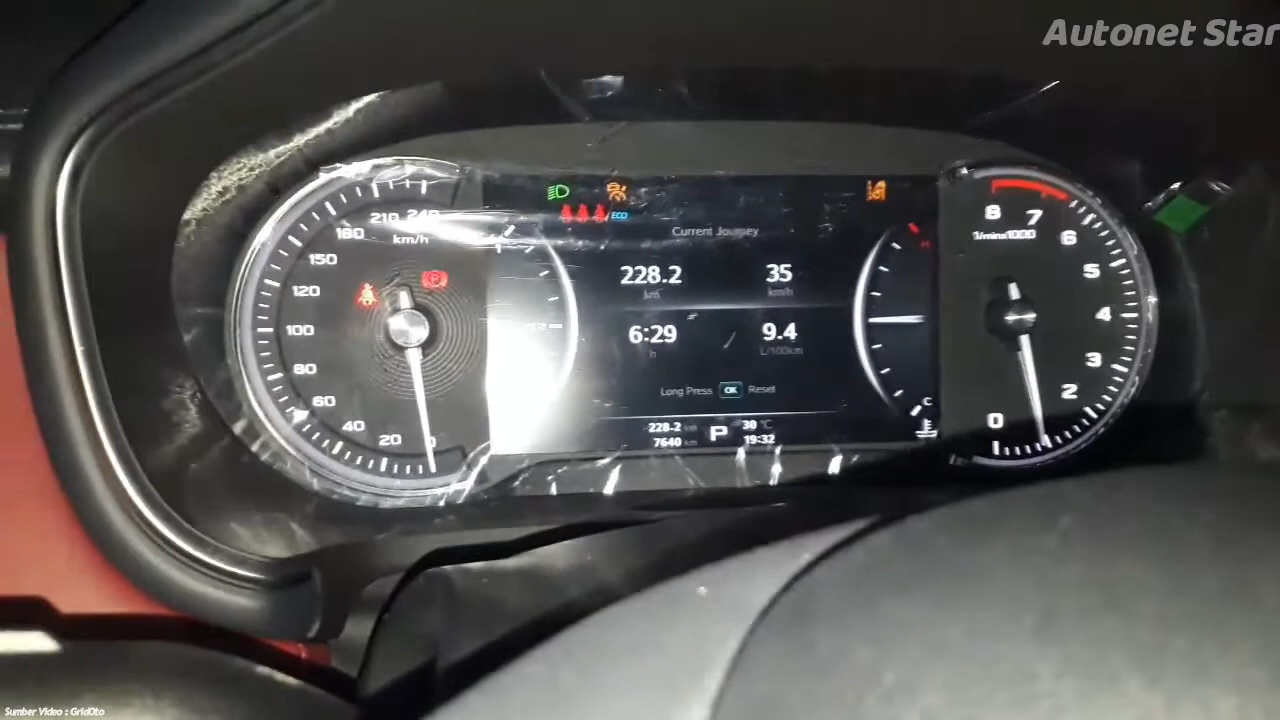 Autonet Star
210 240
180
km/h
150
120
100
80
60
40
20
0
ECO
Current Journey
228.2
km
35
km/h
6:29
h
9.4
L/100km
Long Press OK Reset
228.2 km
7640 km
P
30 °C
19:32
H
C
8
7
1/min x1000
6
5
4
3
2
0
Sumber Video : GridOto